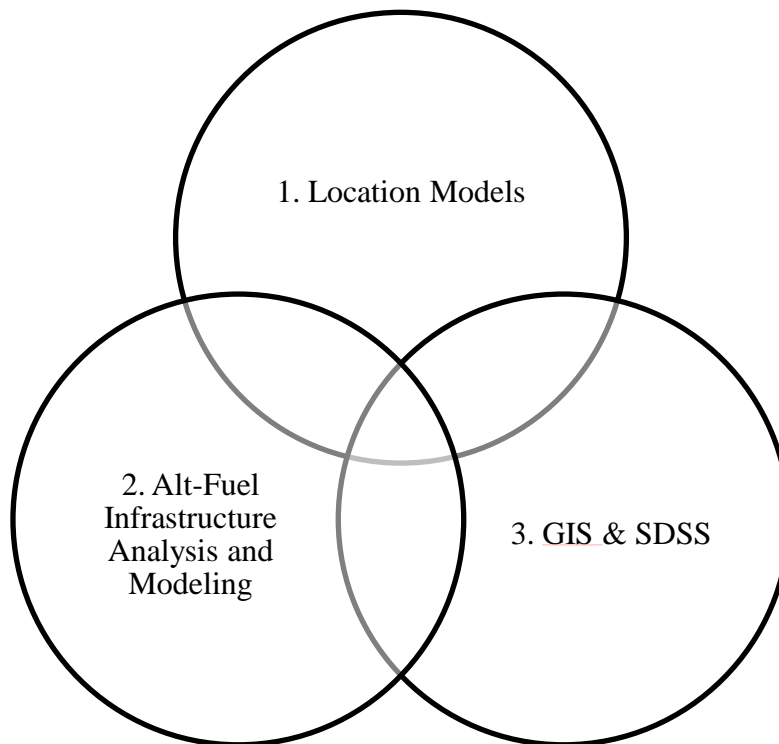 1. Location Models
2. Alt-Fuel
Infrastructure
Analysis and
Modeling
3. GIS & SDSS